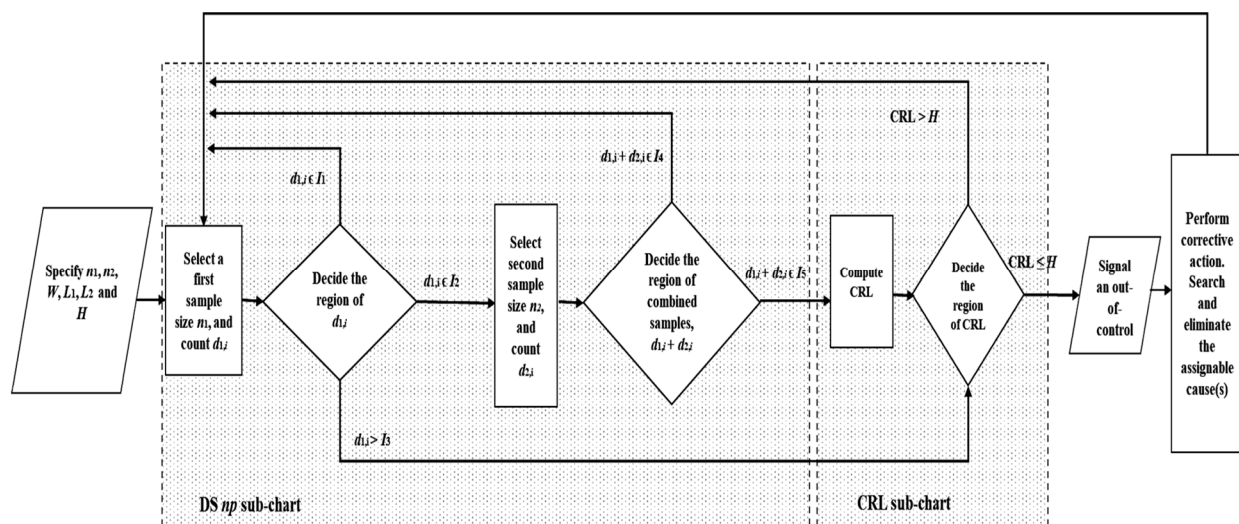 Specify n1, n2,
W, L1, L2 and
H
Select a
first
sample
size n1, and
count d1,i
d1,i ϵ I1
Decide the
region of
d1,i
d1,i ϵ I2
d1,i > I3
Select
second
sample
size n2,
and
count
d2,i
d1,i + d2,i ϵ I4
Decide the
region of
combined
samples,
d1,i + d2,i
d1,i + d2,i ϵ I5
DS np sub-chart
Compute
CRL
CRL > H
Decide
the
region
of CRL
CRL ≤ H
CRL sub-chart
Signal
an out-
of-
control
Perform
corrective
action.
Search
and
eliminate
the
assignable
cause(s)